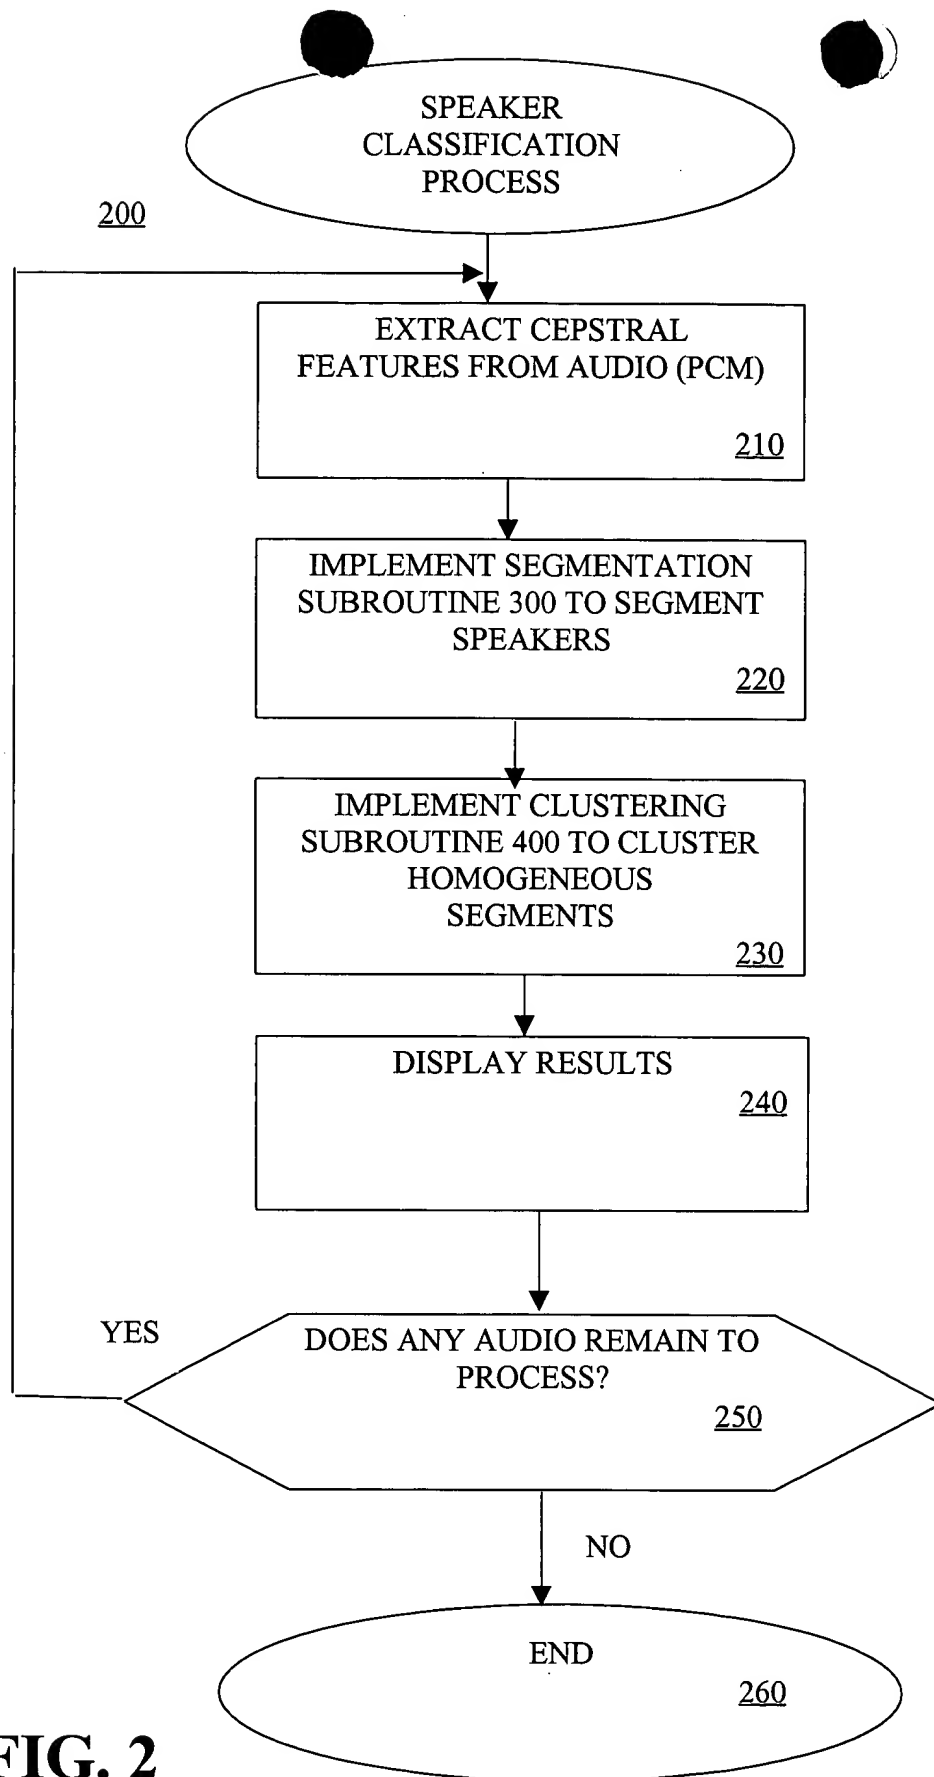 SPEAKER
CLASSIFICATION
PROCESS
200
EXTRACT CEPSTRAL
FEATURES FROM AUDIO (PCM)
210
IMPLEMENT SEGMENTATION
SUBROUTINE 300 TO SEGMENT
SPEAKERS
220
IMPLEMENT CLUSTERING
SUBROUTINE 400 TO CLUSTER
HOMOGENEOUS
SEGMENTS
230
DISPLAY RESULTS
240
YES
DOES ANY AUDIO REMAIN TO
PROCESS?
250
NO
END
260
FIG. 2